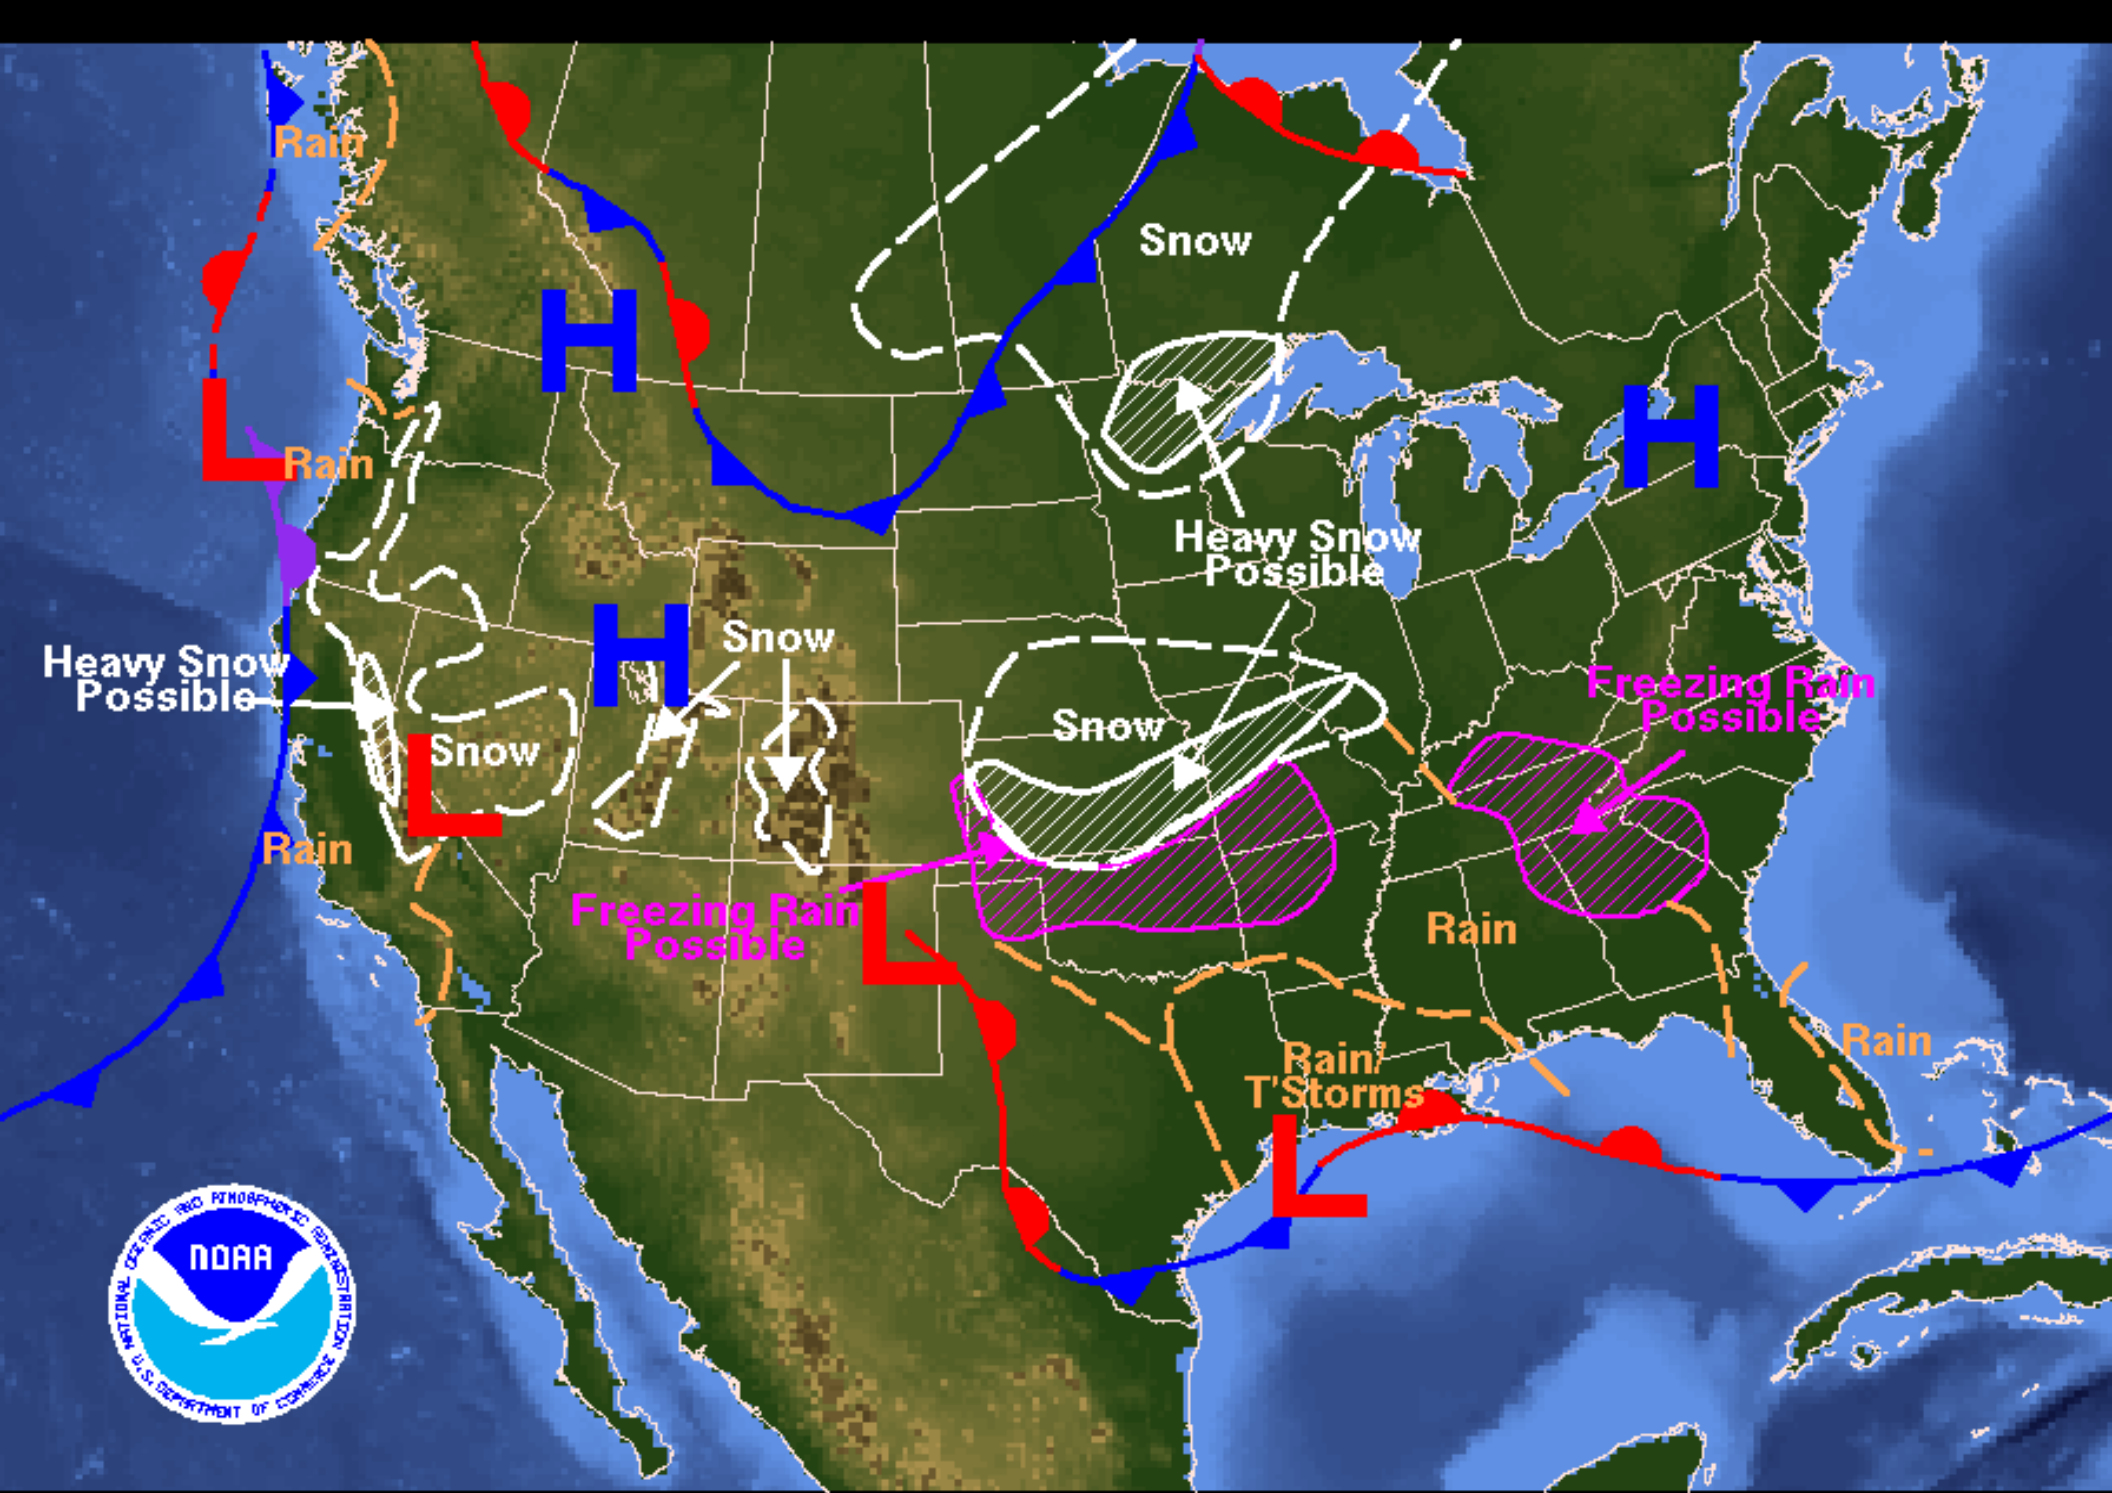 Rain
Snow
H
L
Rain
H
Heavy Snow
Possible
H
Snow
Heavy Snow
Possible
Freezing Rain
Possible
Snow
L
Snow
Rain
Freezing Rain
Possible
L
Rain
Rain
Rain/
T'Storms
L
NOAA
NATIONAL OCEANIC AND ATMOSPHERIC ADMINISTRATION
U.S. DEPARTMENT OF COMMERCE